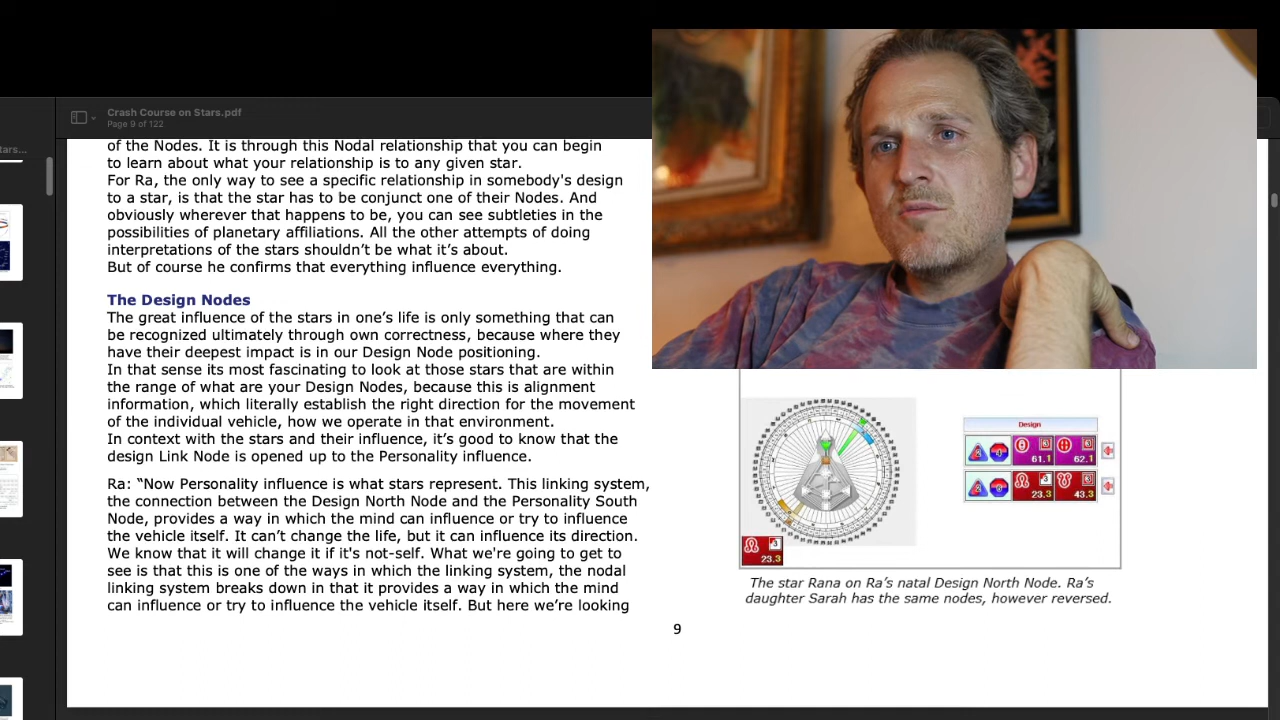 Crash Course on Stars.pdf
Page 9 of 122
tars...
of the Nodes. It is through this Nodal relationship that you can begin
to learn about what your relationship is to any given star.
For Ra, the only way to see a specific relationship in somebody's design
to a star, is that the star has to be conjunct one of their Nodes. And
obviously wherever that happens to be, you can see subtleties in the
possibilities of planetary affiliations. All the other attempts of doing
interpretations of the stars shouldn't be what it's about.
But of course he confirms that everything influence everything.
The Design Nodes
The great influence of the stars in one's life is only something that can
be recognized ultimately through own correctness, because where they
have their deepest impact is in our Design Node positioning.
In that sense its most fascinating to look at those stars that are within
the range of what are your Design Nodes, because this is alignment
information, which literally establish the right direction for the movement
of the individual vehicle, how we operate in that environment.
In context with the stars and their influence, it's good to know that the
design Link Node is opened up to the Personality influence.
Ra: "Now Personality influence is what stars represent. This linking system,
the connection between the Design North Node and the Personality South
Node, provides a way in which the mind can influence or try to influence
the vehicle itself. It can't change the life, but it can influence its direction.
We know that it will change it if it's not-self. What we're going to get to
see is that this is one of the ways in which the linking system, the nodal
linking system breaks down in that it provides a way in which the mind
can influence or try to influence the vehicle itself. But here we're looking
Design
61.1 62.1
23.3 43.3
23.3
The star Rana on Ra's natal Design North Node. Ra's
daughter Sarah has the same nodes, however reversed.
9